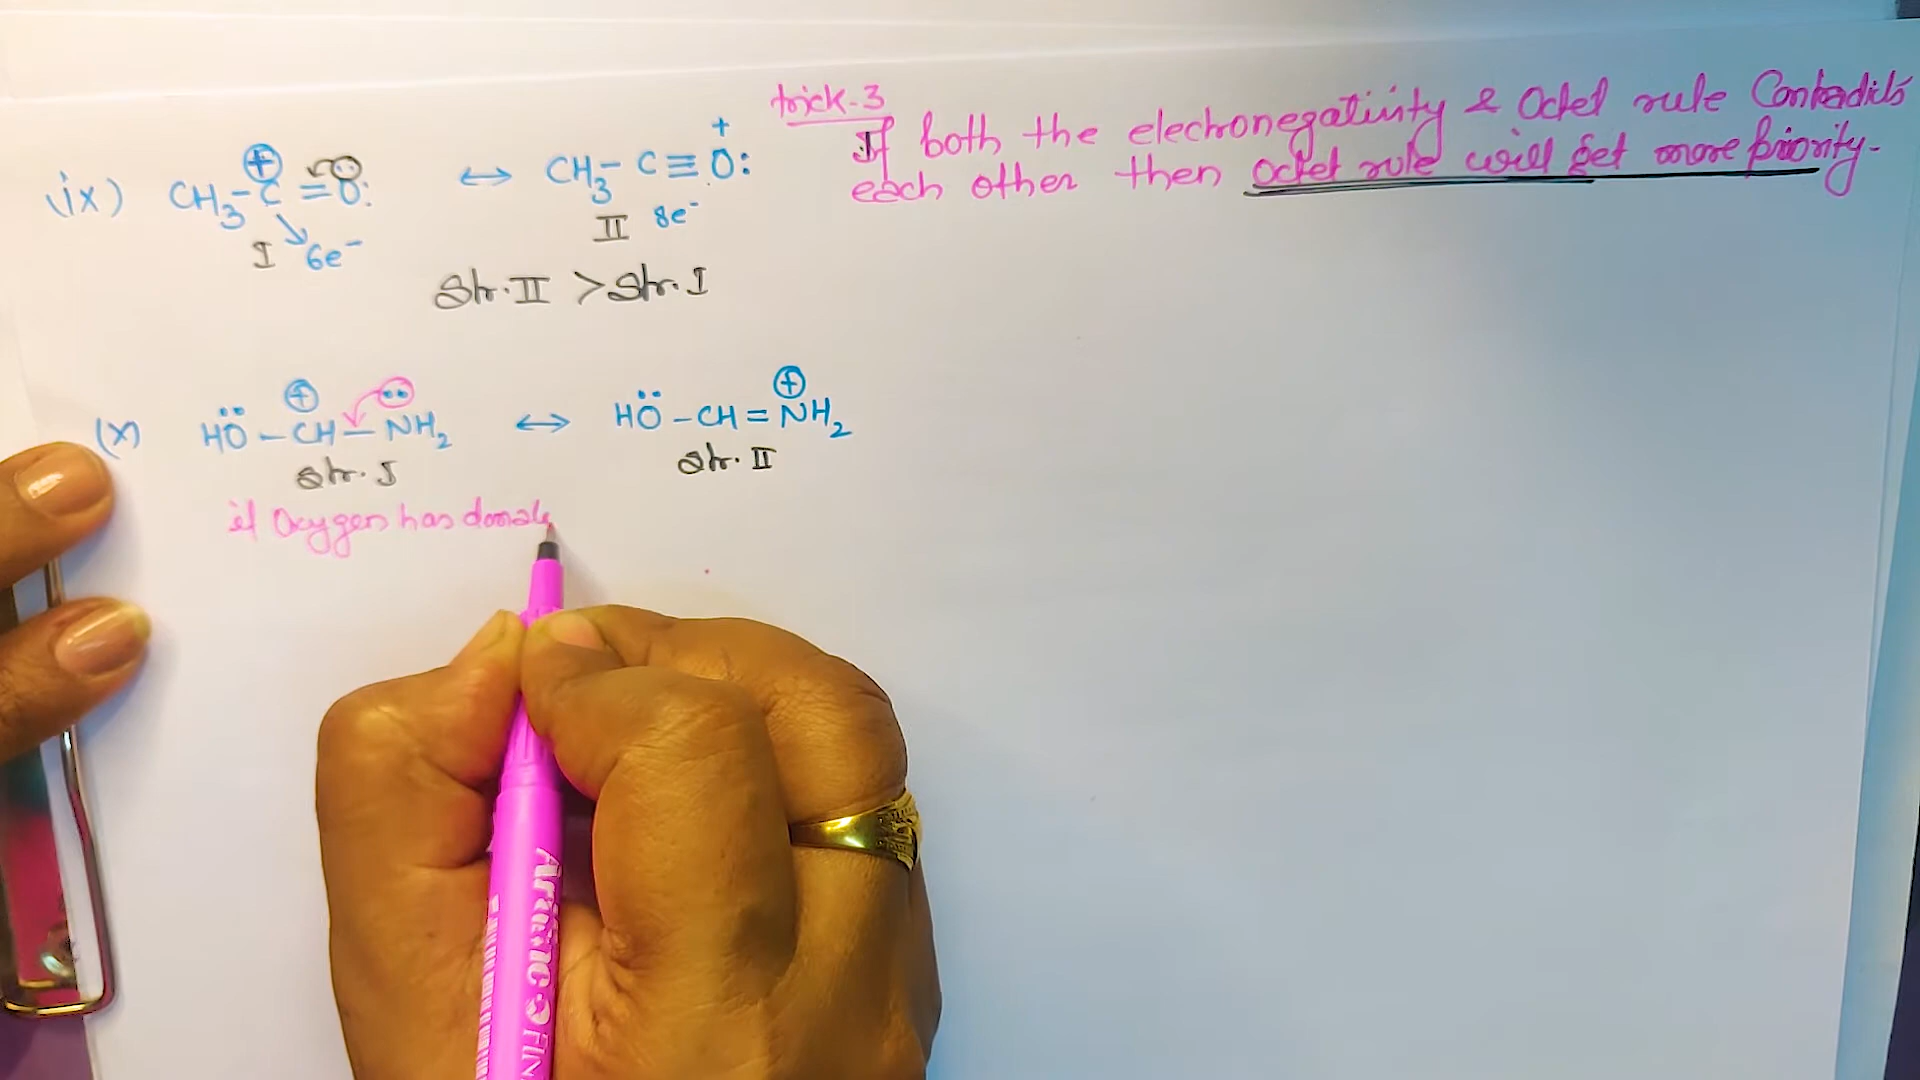 trick-3
If both the electronegativity & Octet rule Contradicts
each other then Octet rule will get more priority.
(ix) CH₃-C=Ö: ↔ CH₃-C≡O:
⊕ +
I 6e⁻ II 8e⁻
Str.II > Str.I
(x) HÖ-CH-NH₂ ↔ HÖ-CH=NH₂
⊕ ⊕
Str. I Str. II
if Oxygen has donate
Artline
FIN